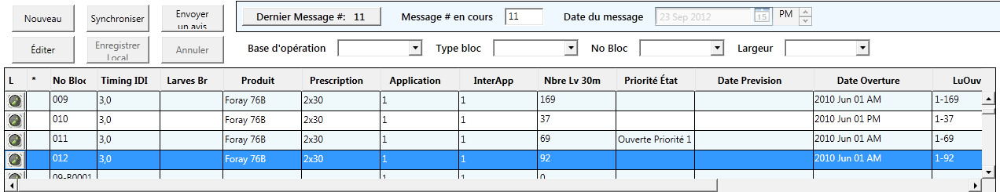 Nouveau
Synchroniser
Envoyer
un avis
Dernier Message #: 11
Message # en cours
11
Date du message
23 Sep 2012
15
PM
Éditer
Enregistrer
Local
Annuler
Base d'opération
Type bloc
No Bloc
Largeur
L * No Bloc Timing IDI Larves Br Produit Prescription Application InterApp Nbre Lv 30m Priorité État Date Prevision Date Overture LuOuv
009 3,0 Foray 76B 2x30 1 1 169 2010 Jun 01 AM 1-169
010 3,0 Foray 76B 2x30 1 1 37 2010 Jun 01 PM 1-37
011 3,0 Foray 76B 2x30 1 1 69 Ouverte Priorité 1 2010 Jun 01 AM 1-69
012 3,0 Foray 76B 2x30 1 1 92 2010 Jun 01 AM 1-92
09-B0001 1 1 0